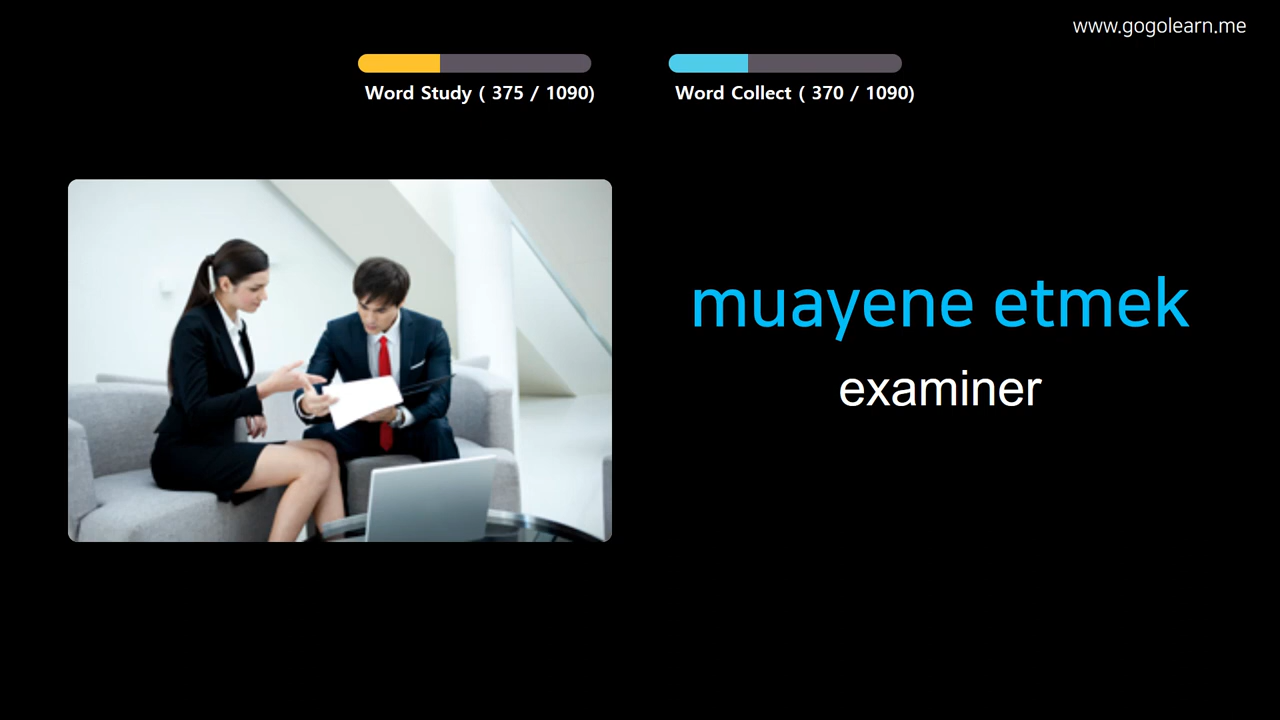 www.gogolearn.me
Word Study ( 375 / 1090)
Word Collect ( 370 / 1090)
muayene etmek
examiner